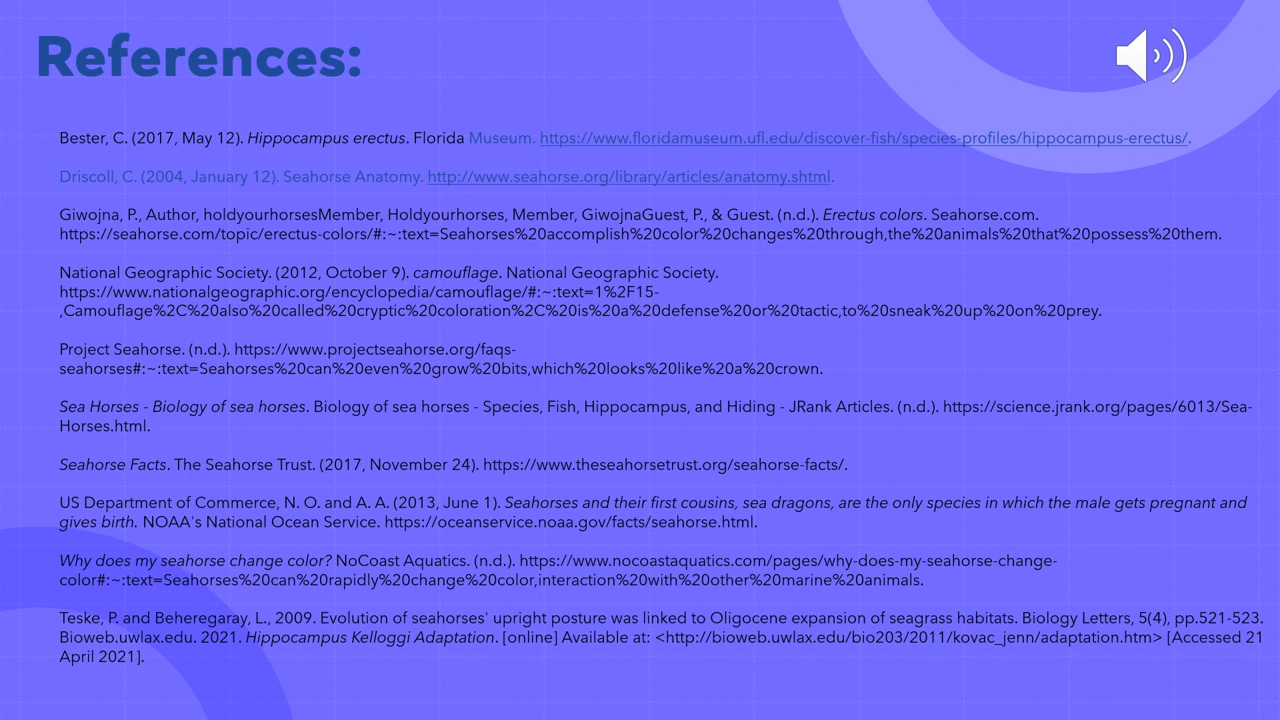 References:
Bester, C. (2017, May 12). Hippocampus erectus. Florida Museum. https://www.floridamuseum.ufl.edu/discover-fish/species-profiles/hippocampus-erectus/.
Driscoll, C. (2004, January 12). Seahorse Anatomy. http://www.seahorse.org/library/articles/anatomy.shtml.
Giwojna, P., Author, holdyourhorsesMember, Holdyourhorses, Member, GiwojnaGuest, P., & Guest. (n.d.). Erectus colors. Seahorse.com.
https://seahorse.com/topic/erectus-colors/#:~:text=Seahorses%20accomplish%20color%20changes%20through,the%20animals%20that%20possess%20them.
National Geographic Society. (2012, October 9). camouflage. National Geographic Society.
https://www.nationalgeographic.org/encyclopedia/camouflage/#:~:text=1%2F15-
,Camouflage%2C%20also%20called%20cryptic%20coloration%2C%20is%20a%20defense%20or%20tactic,to%20sneak%20up%20on%20prey.
Project Seahorse. (n.d.). https://www.projectseahorse.org/faqs-
seahorses#:~:text=Seahorses%20can%20even%20grow%20bits,which%20looks%20like%20a%20crown.
Sea Horses - Biology of sea horses. Biology of sea horses - Species, Fish, Hippocampus, and Hiding - JRank Articles. (n.d.). https://science.jrank.org/pages/6013/Sea-
Horses.html.
Seahorse Facts. The Seahorse Trust. (2017, November 24). https://www.theseahorsetrust.org/seahorse-facts/.
US Department of Commerce, N. O. and A. A. (2013, June 1). Seahorses and their first cousins, sea dragons, are the only species in which the male gets pregnant and
gives birth. NOAA's National Ocean Service. https://oceanservice.noaa.gov/facts/seahorse.html.
Why does my seahorse change color? NoCoast Aquatics. (n.d.). https://www.nocoastaquatics.com/pages/why-does-my-seahorse-change-
color#:~:text=Seahorses%20can%20rapidly%20change%20color,interaction%20with%20other%20marine%20animals.
Teske, P. and Beheregaray, L., 2009. Evolution of seahorses' upright posture was linked to Oligocene expansion of seagrass habitats. Biology Letters, 5(4), pp.521-523.
Bioweb.uwlax.edu. 2021. Hippocampus Kelloggi Adaptation. [online] Available at: <http://bioweb.uwlax.edu/bio203/2011/kovac_jenn/adaptation.htm> [Accessed 21
April 2021].